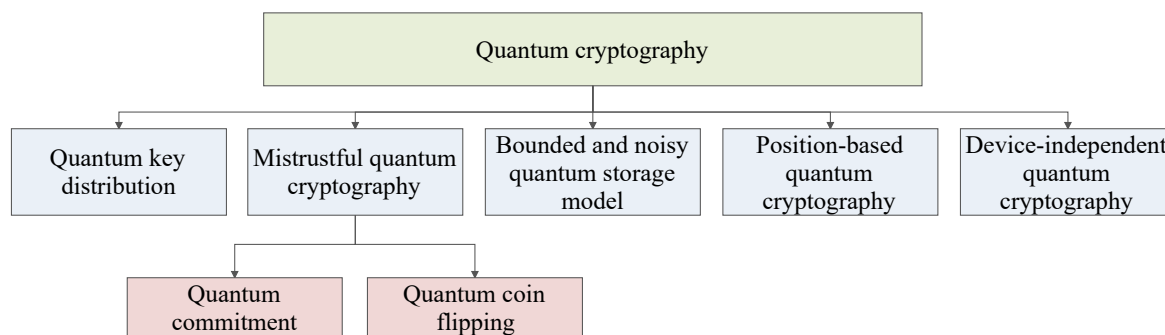 Quantum cryptography
Quantum key
distribution
Mistrustful quantum
cryptography
Bounded and noisy
quantum storage
model
Position-based
quantum
cryptography
Device-independent
quantum
cryptography
Quantum
commitment
Quantum coin
flipping